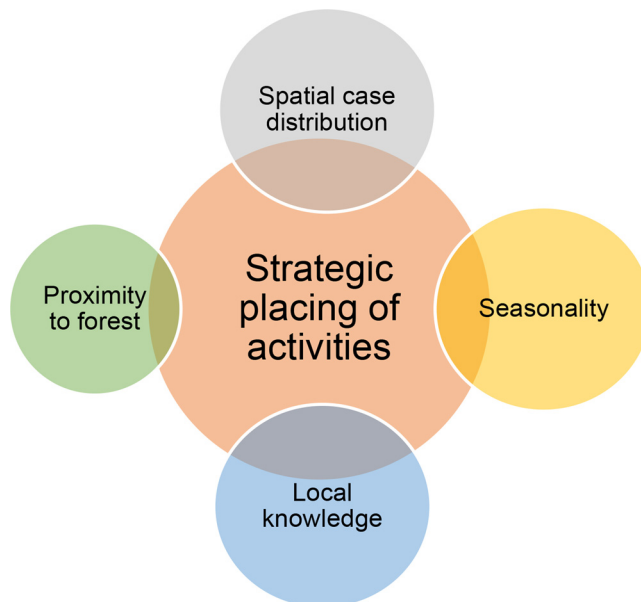 Spatial case
distribution
Proximity
to forest
Strategic
placing of
activities
Seasonality
Local
knowledge